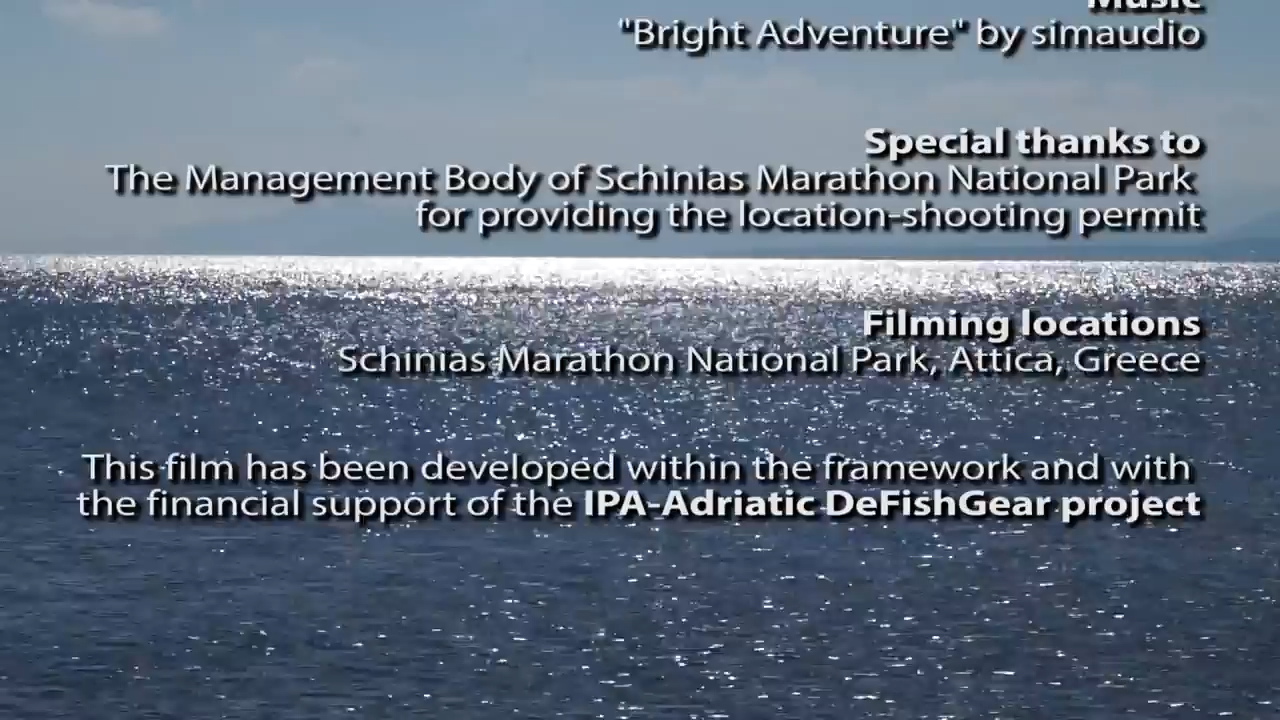 Music
"Bright Adventure" by simaudio
Special thanks to
The Management Body of Schinias Marathon National Park
for providing the location-shooting permit
Filming locations
Schinias Marathon National Park, Attica, Greece
This film has been developed within the framework and with
the financial support of the IPA-Adriatic DeFishGear project